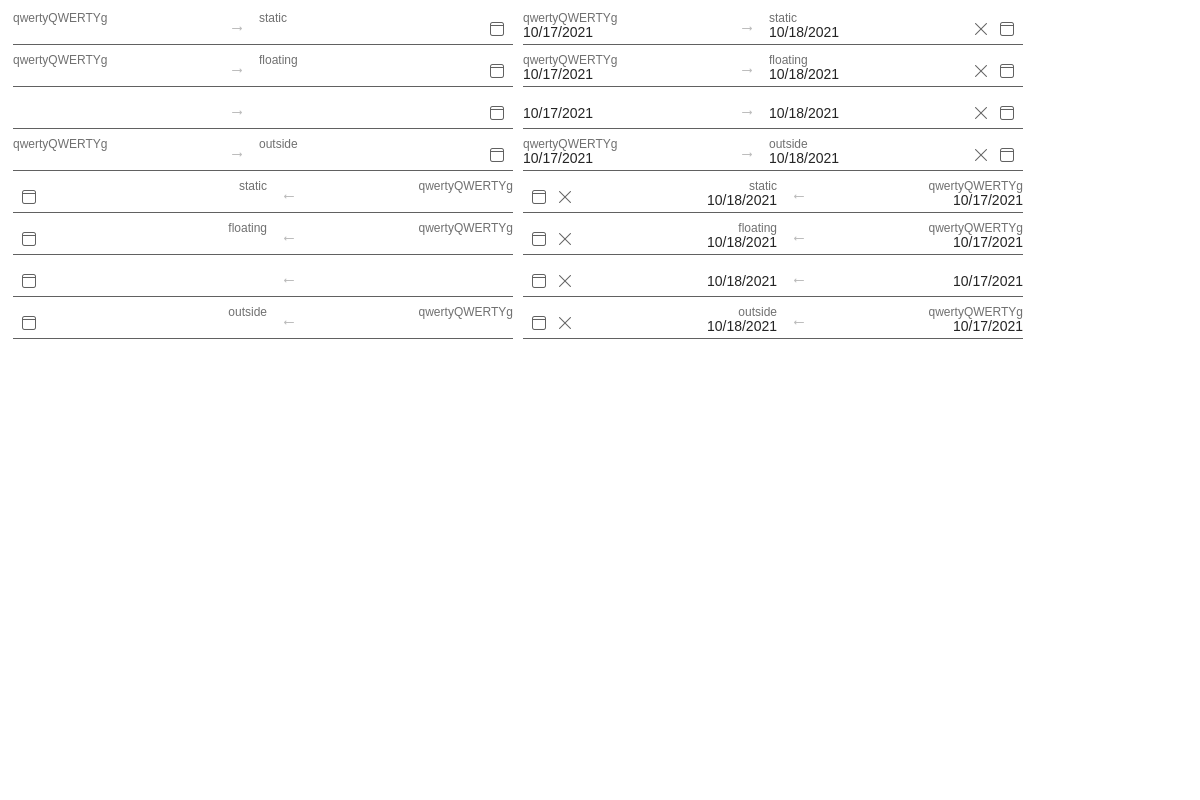 qwertyQWERTYg → static qwertyQWERTYg → static
10/17/2021 10/18/2021
qwertyQWERTYg → floating qwertyQWERTYg → floating
10/17/2021 10/18/2021
→ 10/17/2021 → 10/18/2021
qwertyQWERTYg → outside qwertyQWERTYg → outside
10/17/2021 10/18/2021
static ← qwertyQWERTYg static ← qwertyQWERTYg
10/18/2021 10/17/2021
floating ← qwertyQWERTYg floating ← qwertyQWERTYg
10/18/2021 10/17/2021
← 10/18/2021 ← 10/17/2021
outside ← qwertyQWERTYg outside ← qwertyQWERTYg
10/18/2021 10/17/2021